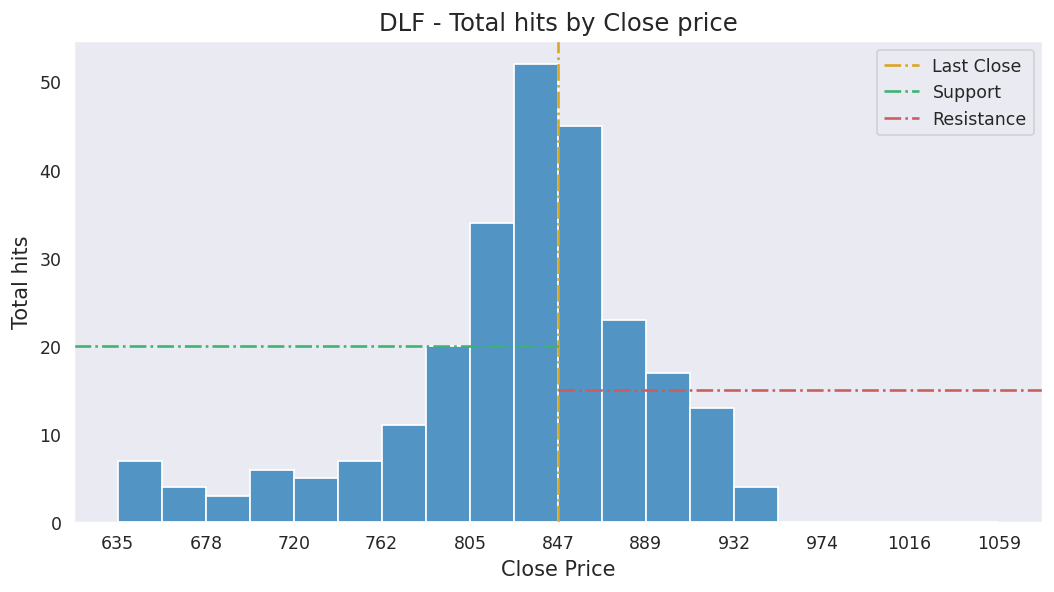 DLF - Total hits by Close price
Last Close
Support
Resistance
Total hits
50
40
30
20
10
0
635 678 720 762 805 847 889 932 974 1016 1059
Close Price